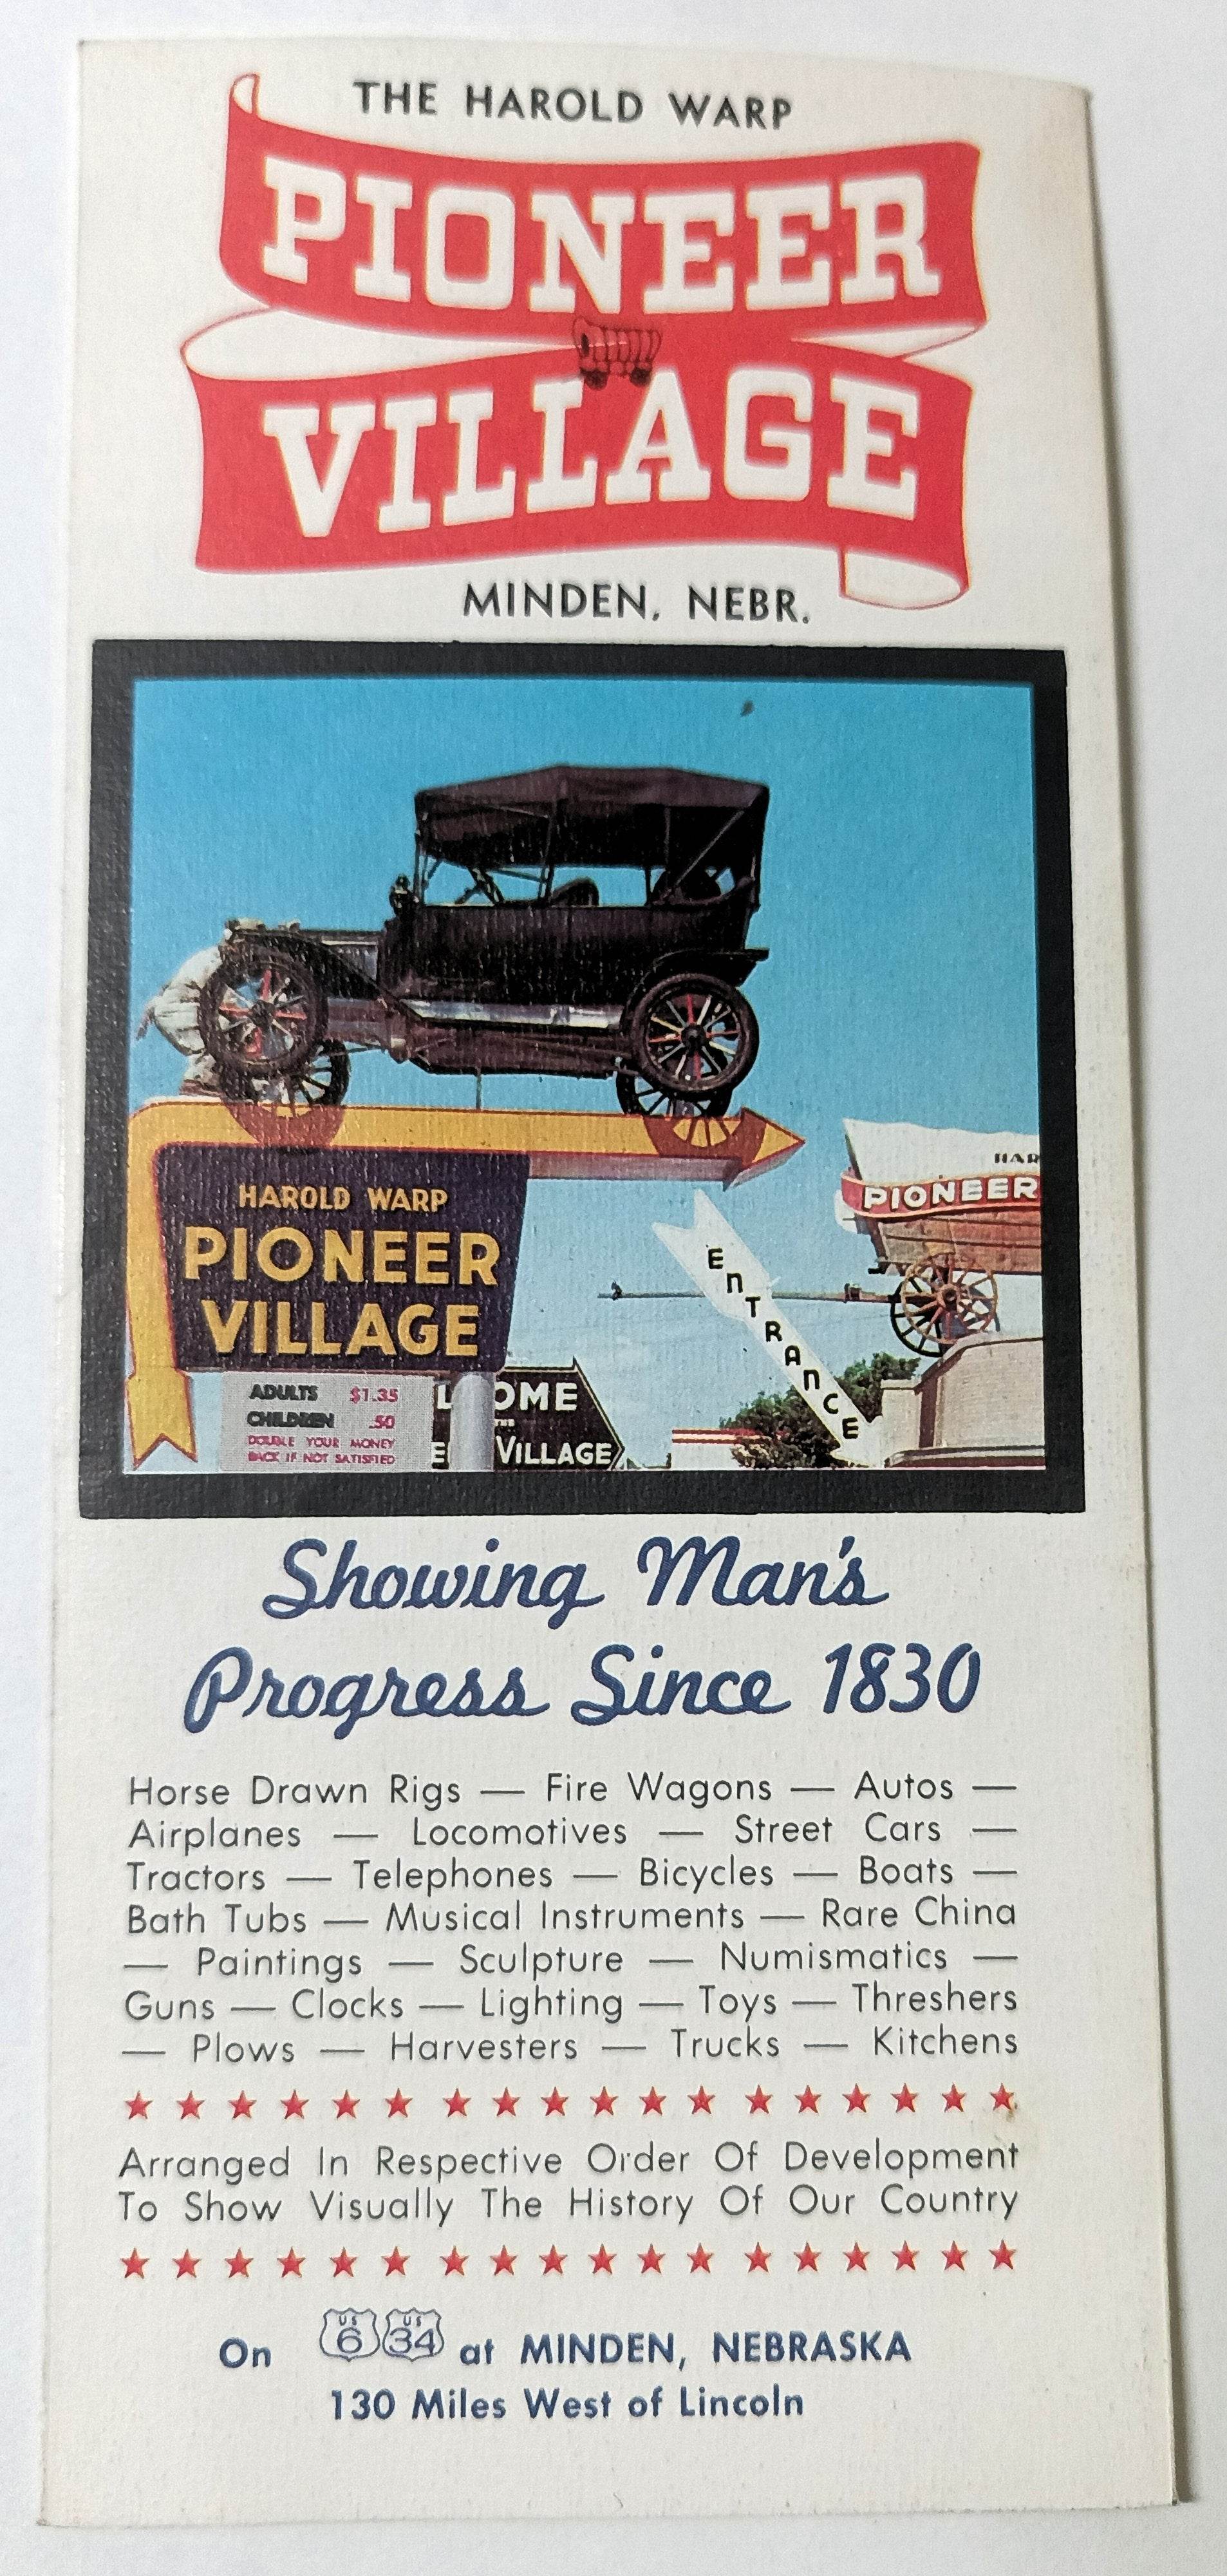 THE HAROLD WARP
PIONEER
VILLAGE
MINDEN, NEBR.
HAROLD WARP
PIONEER
VILLAGE
ADULTS $1.35
CHILDREN .50
DOUBLE YOUR MONEY
BACK IF NOT SATISFIED
L OME
THE
E VILLAGE
ENTRANCE
HAR
PIONEER
Showing Man's
Progress Since 1830
Horse Drawn Rigs — Fire Wagons — Autos —
Airplanes — Locomotives — Street Cars —
Tractors — Telephones — Bicycles — Boats —
Bath Tubs — Musical Instruments — Rare China
— Paintings — Sculpture — Numismatics —
Guns — Clocks — Lighting — Toys — Threshers
— Plows — Harvesters — Trucks — Kitchens
Arranged In Respective Order Of Development
To Show Visually The History Of Our Country
On US 6 US 34 at MINDEN, NEBRASKA
130 Miles West of Lincoln